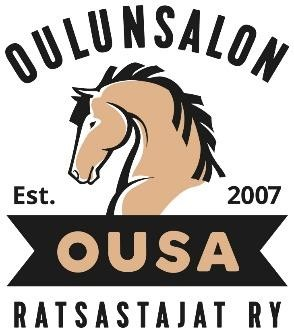 OULUNSALON
Est. 2007
OUSA
RATSASTAJAT RY